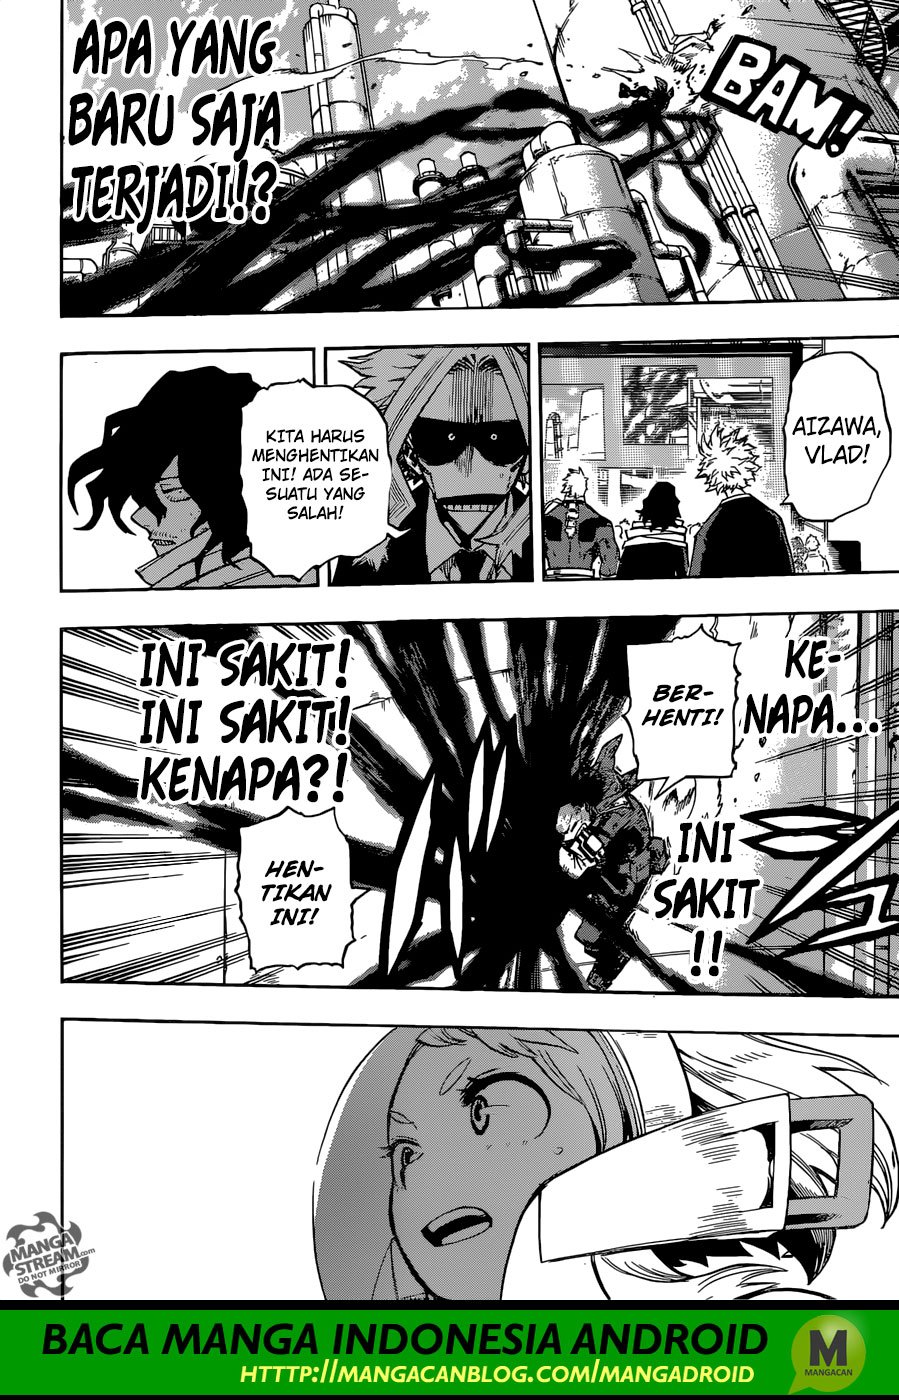 APA YANG
BARU SAJA
TERJADI!?
BAM!
AIZAWA,
VLAD!
KITA HARUS
MENGHENTIKAN
INI! ADA SE-
SUATU YANG
SALAH!
KE-
NAPA...
BER-
HENTI!
INI
SAKIT
!!
INI SAKIT!
INI SAKIT!
KENAPA?!
HEN-
TIKAN
INI!
MANGA
STREAM.com
DO NOT MIRROR
BACA MANGA INDONESIA ANDROID
HTTTP://MANGACANBLOG.COM/MANGADROID
M
MANGACAN